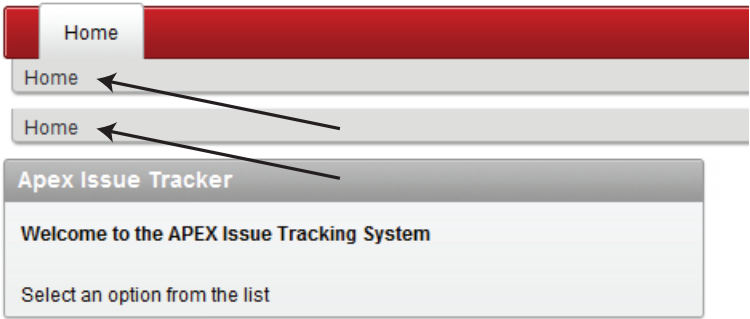 Home
Home
Home
Apex Issue Tracker
Welcome to the APEX Issue Tracking System
Select an option from the list